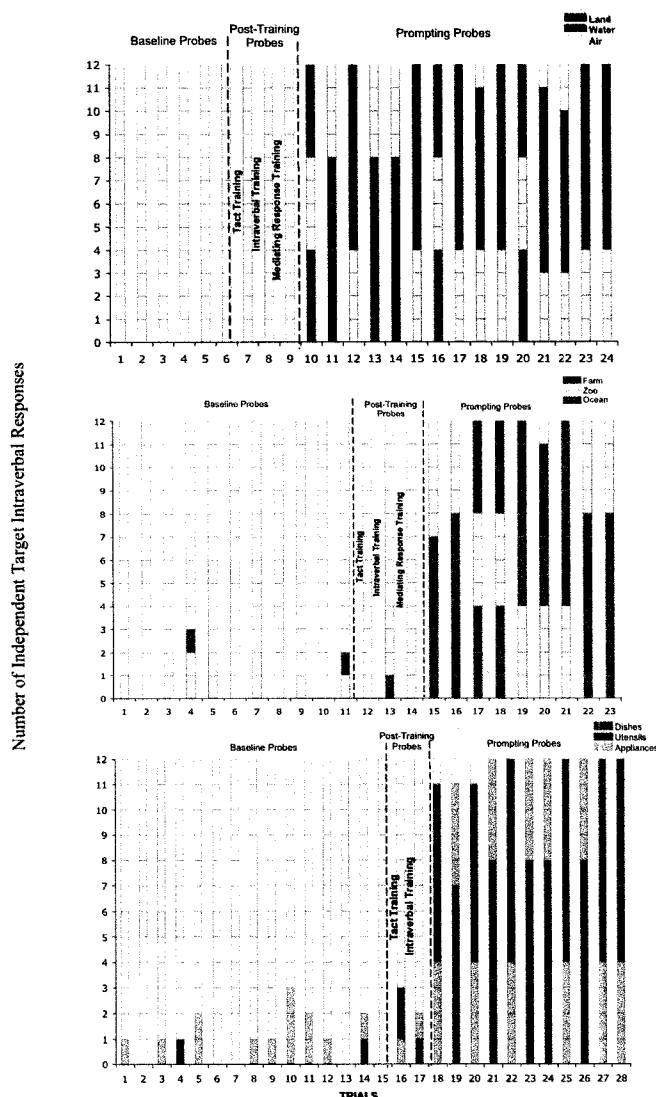 Number of Independent Target Intraverbal Responses
Land
Water
Air
Baseline Probes
Post-Training
Probes
Prompting Probes
12
11
10
9
8
7
6
5
4
3
2
1
0
Tact Training
Intraverbal Training
Mediating Response Training
1 2 3 4 5 6 7 8 9 10 11 12 13 14 15 16 17 18 19 20 21 22 23 24
Farm
Zoo
Ocean
Baseline Probes
Post-Training
Probes
Prompting Probes
12
11
10
9
8
7
6
5
4
3
2
1
0
Tact Training
Intraverbal Training
Mediating Response Training
1 2 3 4 5 6 7 8 9 10 11 12 13 14 15 16 17 18 19 20 21 22 23
Dishes
Utensils
Appliances
Baseline Probes
Post-Training
Probes
Prompting Probes
12
11
10
9
8
7
6
5
4
3
2
1
0
Tact Training
Intraverbal Training
1 2 3 4 5 6 7 8 9 10 11 12 13 14 15 16 17 18 19 20 21 22 23 24 25 26 27 28
TRIALS